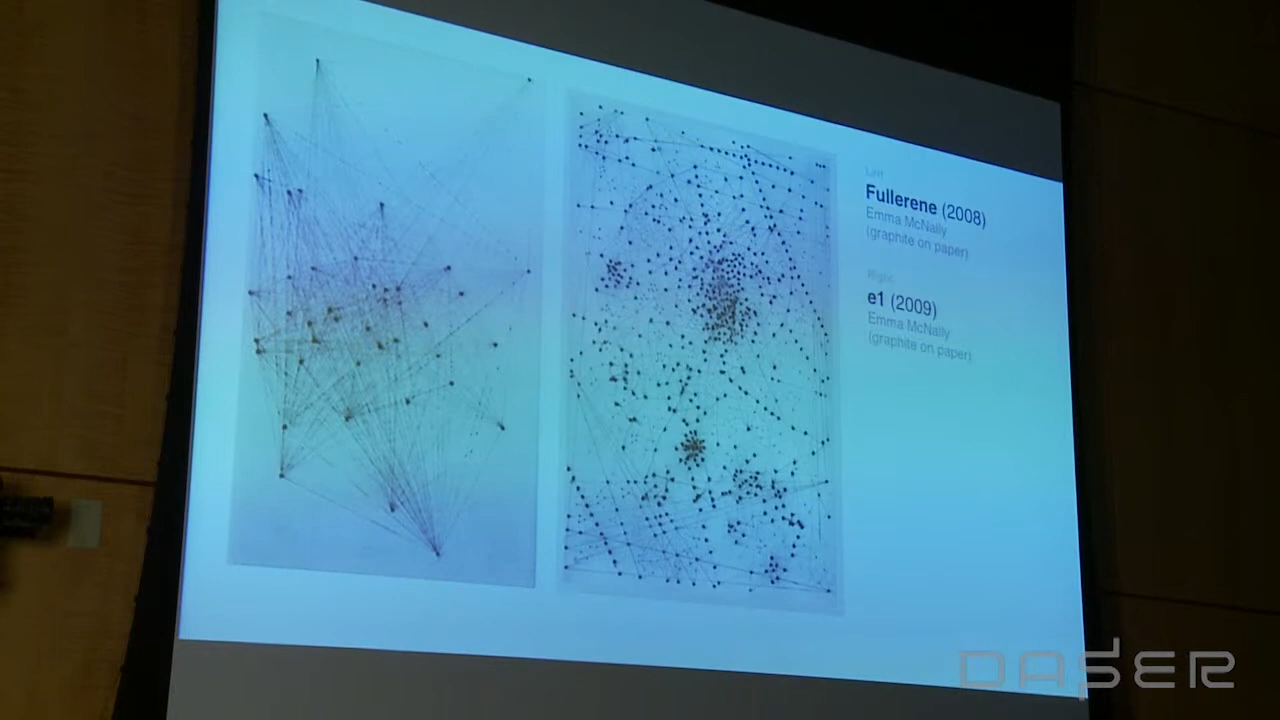 Left
Fullerene (2008)
Emma McNally
(graphite on paper)
Right
e1 (2009)
Emma McNally
(graphite on paper)
DASER